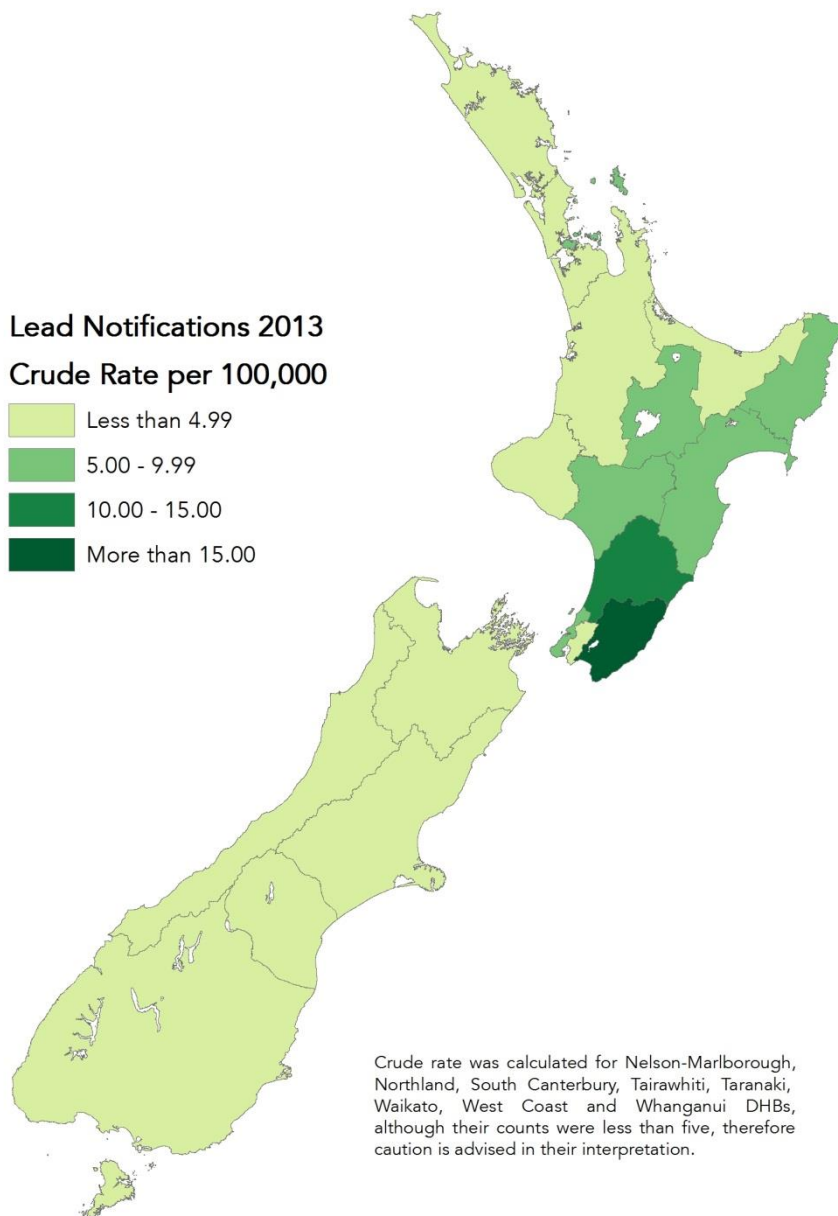 Lead Notifications 2013
Crude Rate per 100,000
Less than 4.99
5.00 - 9.99
10.00 - 15.00
More than 15.00
Crude rate was calculated for Nelson-Marlborough,
Northland, South Canterbury, Tairawhiti, Taranaki,
Waikato, West Coast and Whanganui DHBs,
although their counts were less than five, therefore
caution is advised in their interpretation.